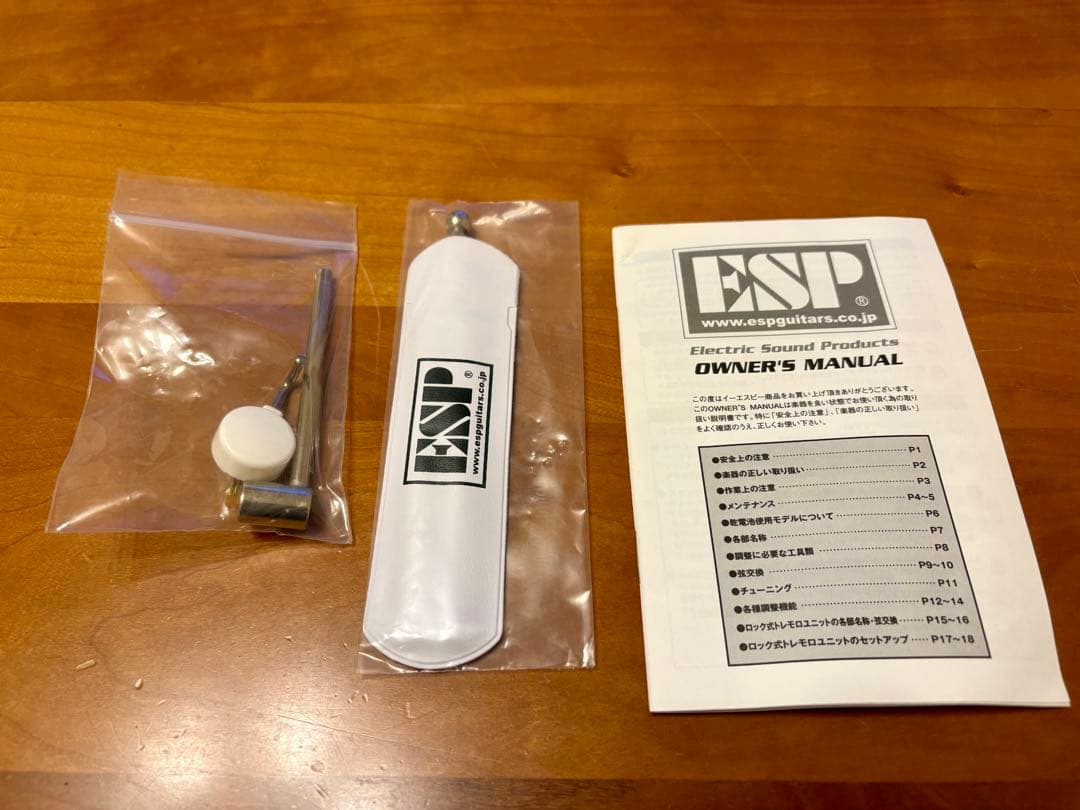 ESP®
www.espguitars.co.jp
ESP®
www.espguitars.co.jp
Electric Sound Products
OWNER'S MANUAL
この度はイーエスピー商品をお買い上げ頂きありがとうございます。
このOWNER'S MANUALは楽器を良い状態でお使い頂く為の取り
扱い説明書です。特に「安全上の注意」、「楽器の正しい取り扱い」
をよく確認のうえ、正しくお使い下さい。
●安全上の注意 ……………………… P1
●楽器の正しい取り扱い ……………… P2
●作業上の注意 ……………………… P3
●メンテナンス ……………………… P4~5
●乾電池使用モデルについて ………… P6
●各部名称 …………………………… P7
●調整に必要な工具類 ……………… P8
●弦交換 ……………………………… P9~10
●チューニング ……………………… P11
●各種調整機能 ……………………… P12~14
●ロック式トレモロユニットの各部名称・弦交換 ……… P15~16
●ロック式トレモロユニットのセットアップ …… P17~18